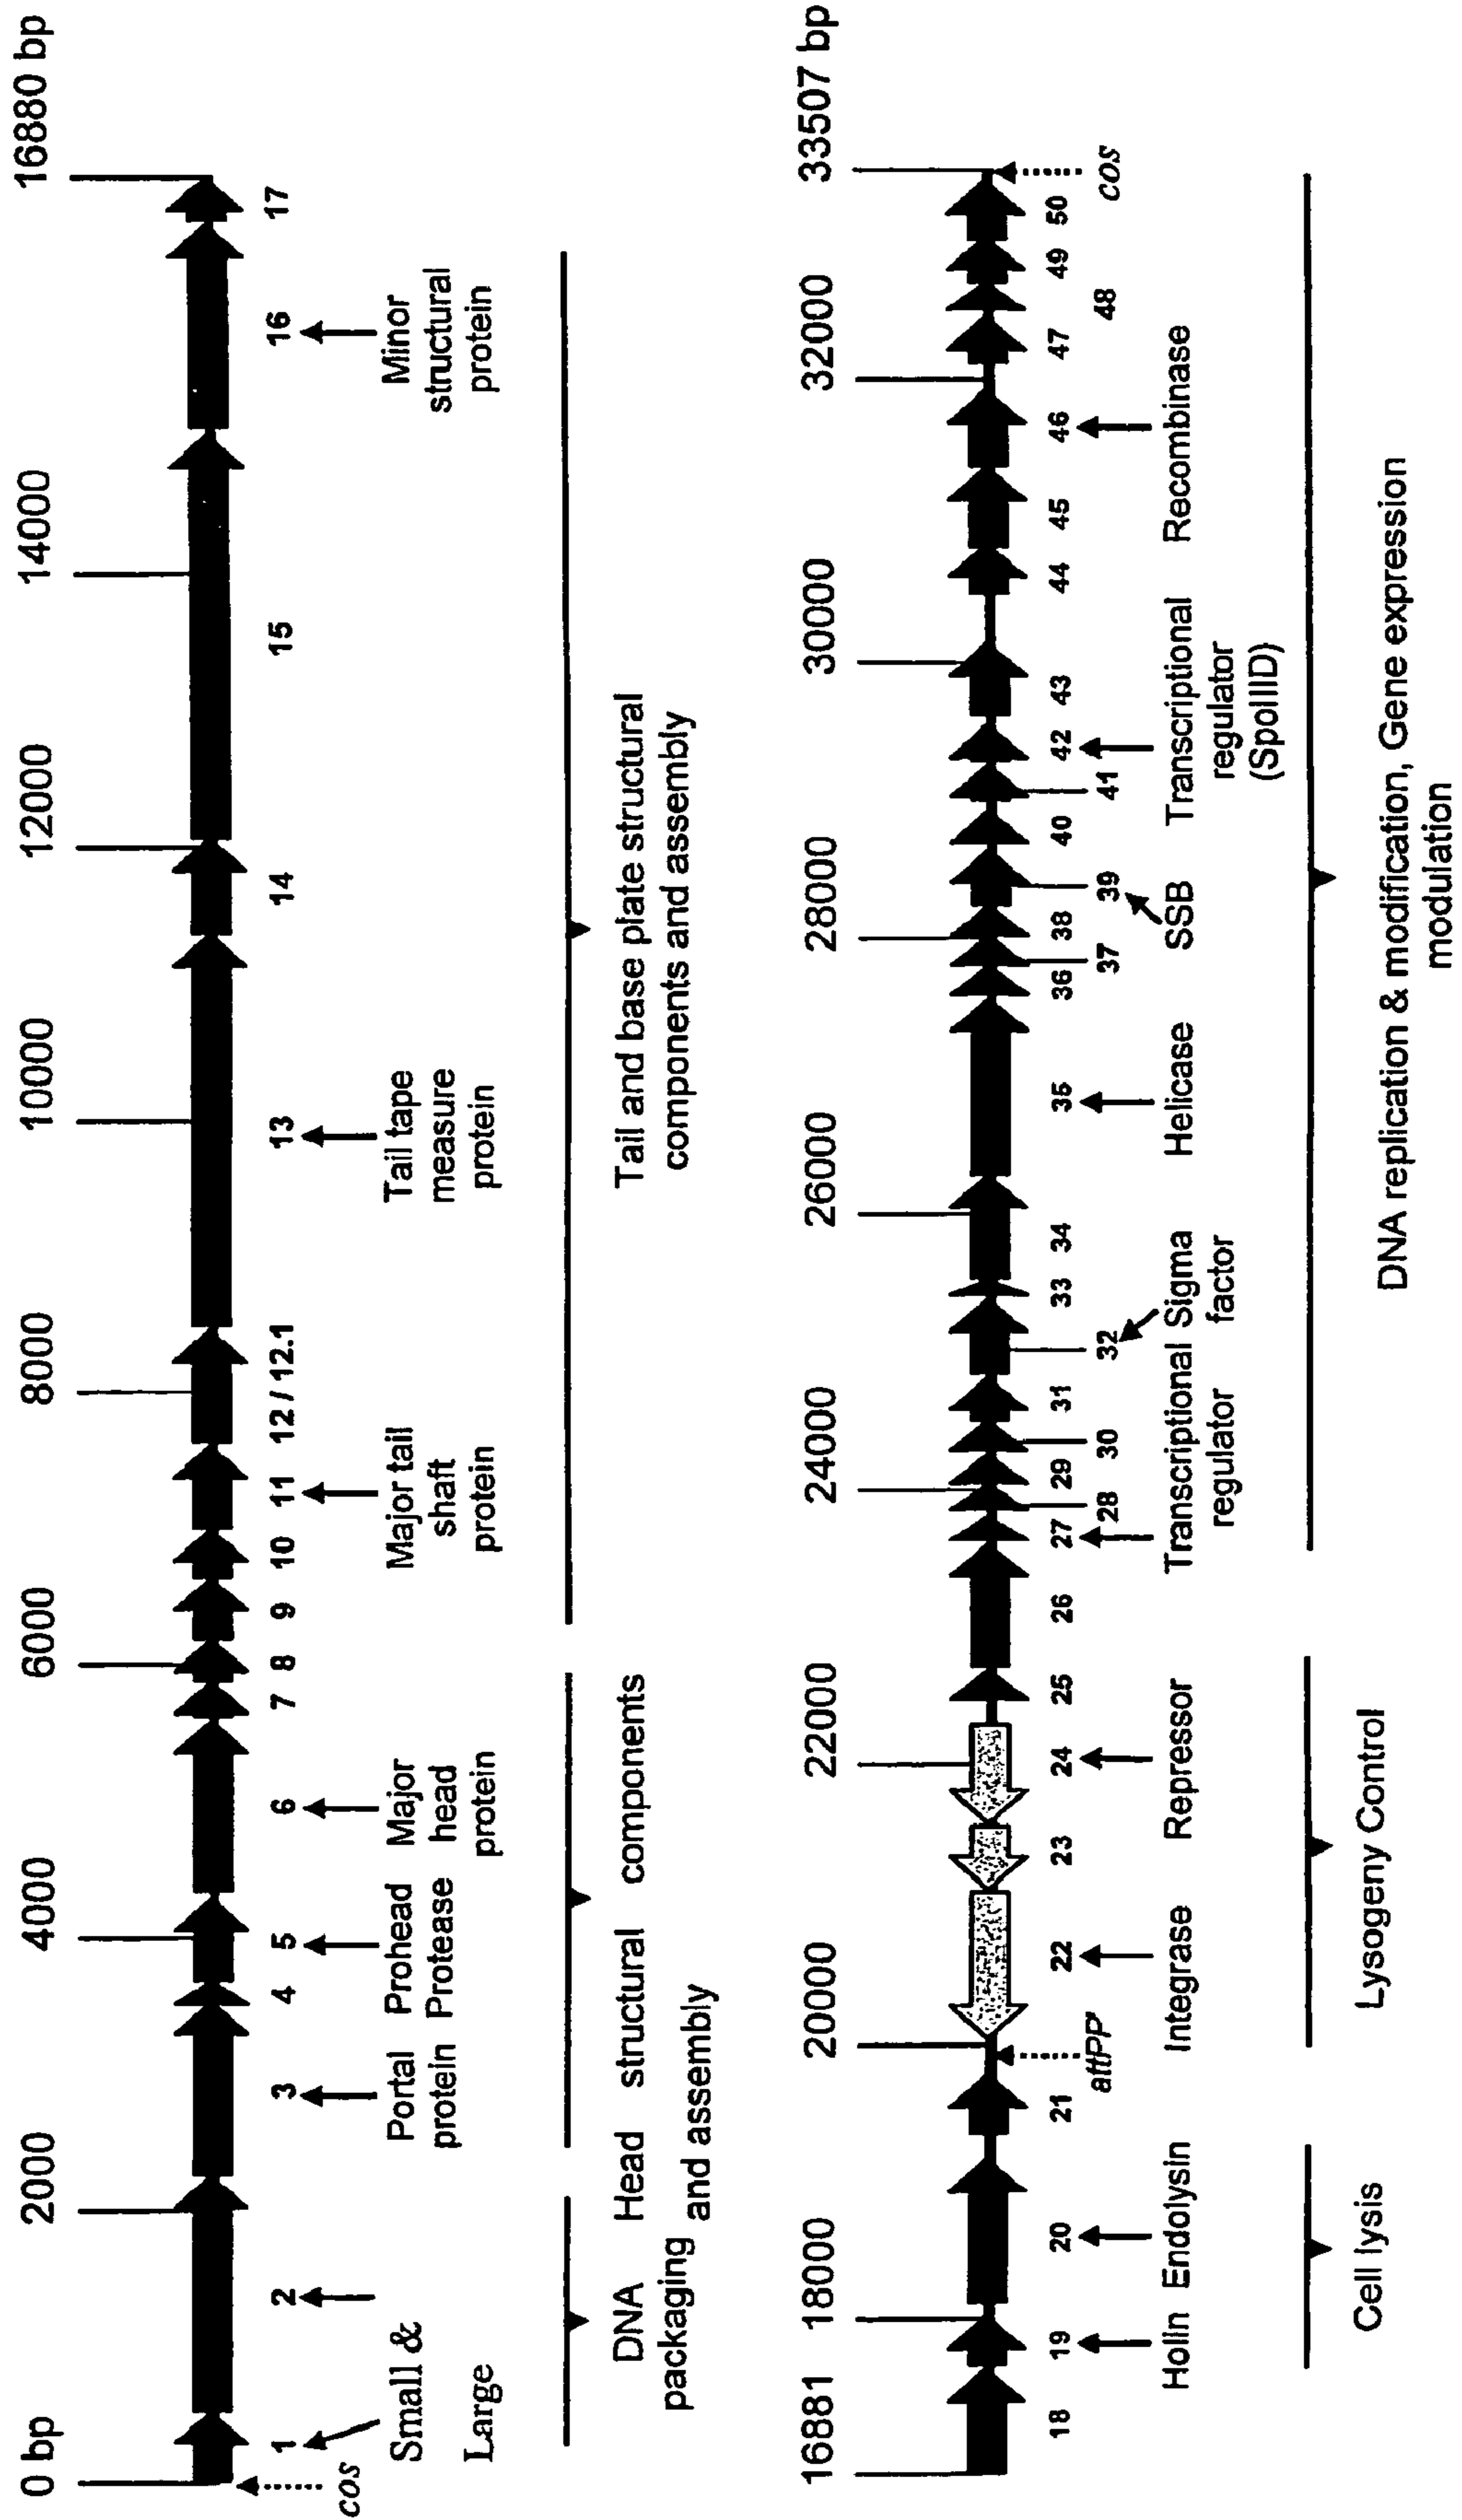 0 bp 2000 4000 6000 8000 10000 12000 14000 16880 bp
1 2 3 4 5 6 7 8 9 10 11 12 / 12.1 13 14 15 16 17
cos
Small &
Large
Portal
protein
Prohead
Protease
Major
head
protein
Major tail
shaft
protein
Tail tape
measure
protein
Minor
structural
protein
DNA
packaging
Head structural components
and assembly
Tail and base plate structural
components and assembly
16881 18000 20000 22000 24000 26000 28000 30000 32000 33507 bp
18 19 20 21 22 23 24 25 26 27 29 31 33 34 35 36 38 40 42 43 44 45 46 47 49 50
attPP 28 30 32 37 39 41 48 cos
Holin Endolysin Integrase Repressor
Transcriptional
regulator
Sigma
factor
Helicase
SSB
Transcriptional
regulator
(SpoIIID)
Recombinase
Cell lysis
Lysogeny Control
DNA replication & modification, Gene expression
modulation